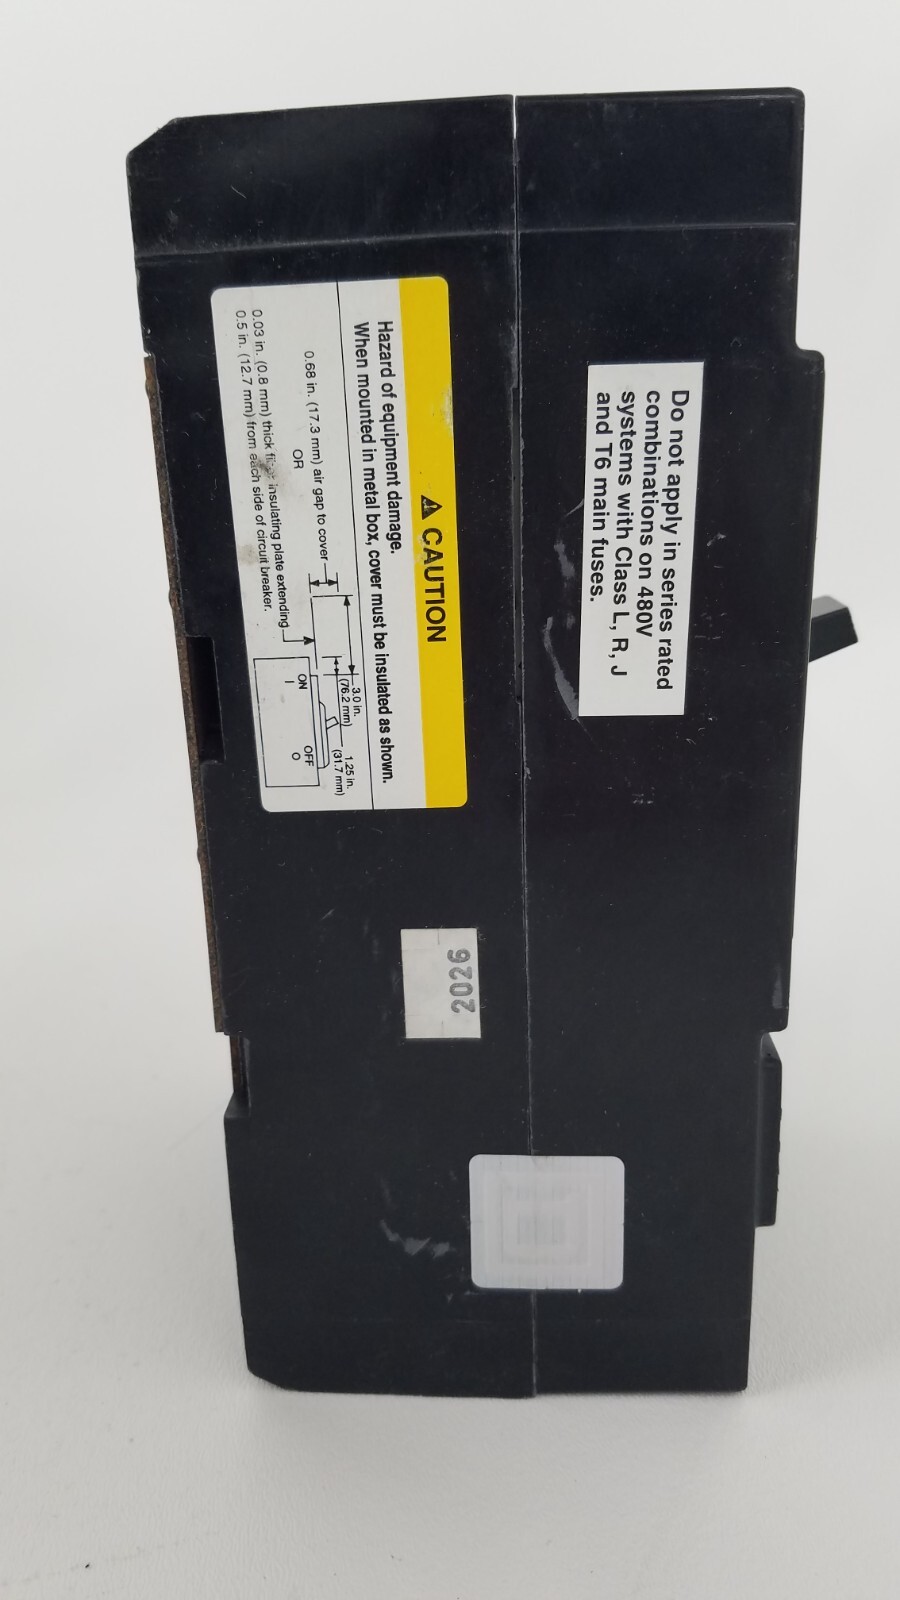 Do not apply in series rated
combinations on 480V
systems with Class L, R, J
and T6 main fuses.
CAUTION
Hazard of equipment damage.
When mounted in metal box, cover must be insulated as shown.
0.68 in. (17.3 mm) air gap to cover
OR
0.03 in. (0.8 mm) thick insulating plate extending
0.5 in. (12.7 mm) from each side of circuit breaker.
3.0 in.
(76.2 mm)
1.25 in.
(31.7 mm)
ON
I
OFF
O
2026